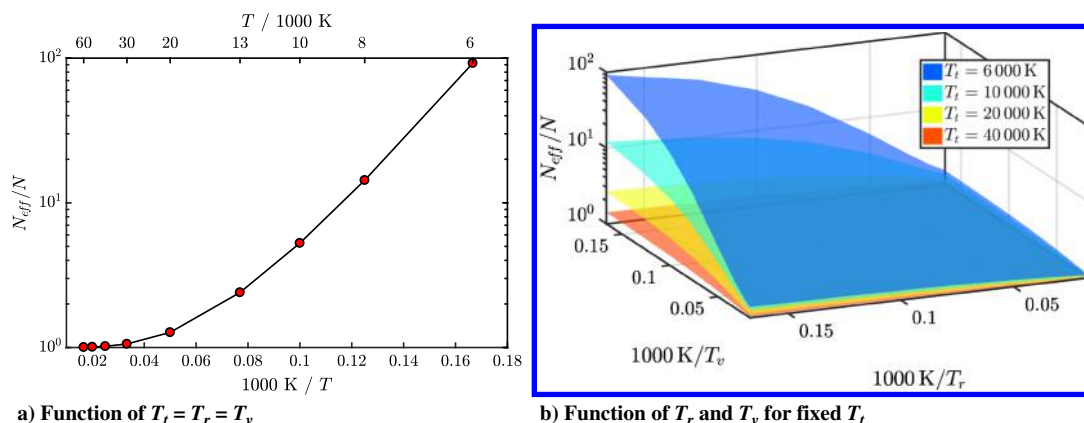 T / 1000 K
60 30 20 13 10 8 6
10^2
10^1
10^0
N_eff/N
0.02 0.04 0.06 0.08 0.1 0.12 0.14 0.16 0.18
1000 K / T
a) Function of T_t = T_r = T_v
10^2
10^1
10^0
N_eff/N
T_t = 6 000 K
T_t = 10 000 K
T_t = 20 000 K
T_t = 40 000 K
0.15 0.1 0.05
1000 K/T_v
0.15 0.1 0.05
1000 K/T_r
b) Function of T_r and T_v for fixed T_t